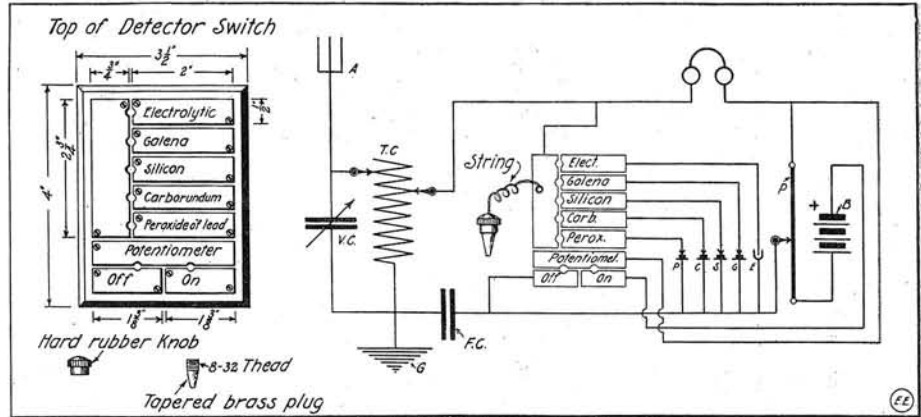 Top of Detector Switch
3 1/2"
3/4"
2"
4"
2 3/4"
1/2"
Electrolytic
Galena
Silicon
Carborundum
Peroxide of lead
Potentiometer
Off
On
1 3/8"
1 3/8"
Hard rubber Knob
8-32 Thead
Tapered brass plug
A
T.C
V.C.
String
F.C.
G
Elect.
Galena
Silicon
Carb.
Perox.
Potentiomet.
Off
On
P
C
S
G
E
P
+
B
E.E.